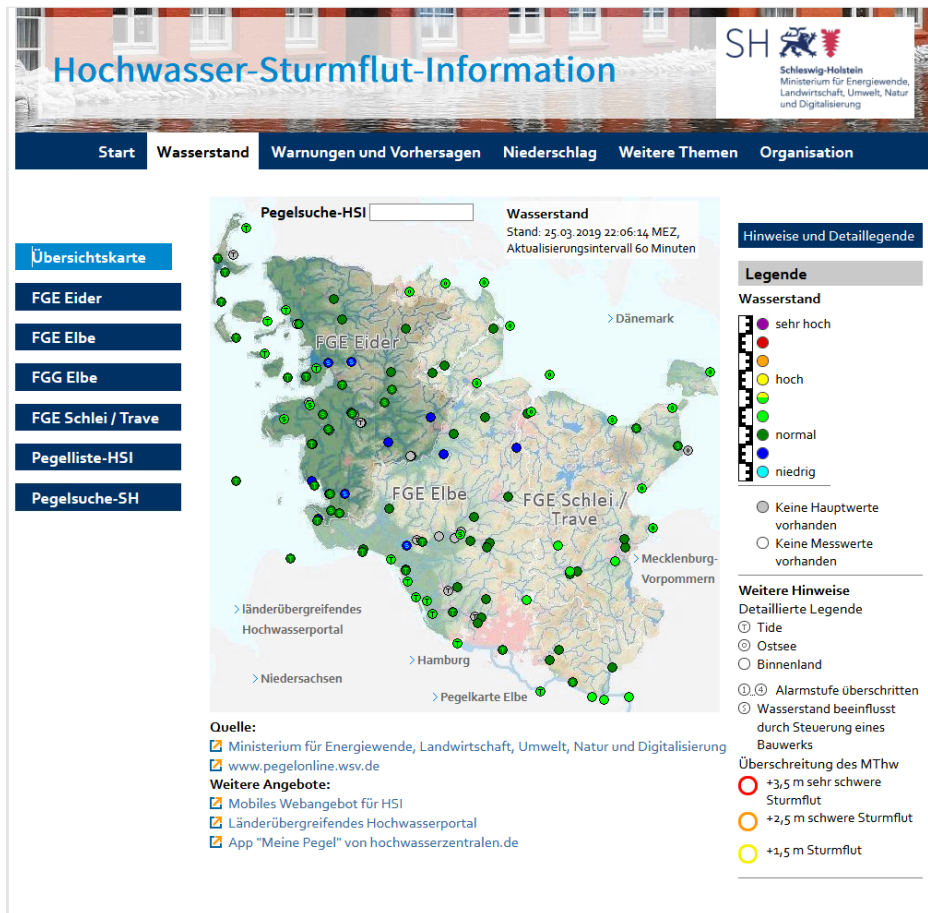 Hochwasser-Sturmflut-Information
SH
Schleswig-Holstein
Ministerium für Energiewende,
Landwirtschaft, Umwelt, Natur
und Digitalisierung
Start Wasserstand Warnungen und Vorhersagen Niederschlag Weitere Themen Organisation
Übersichtskarte
FGE Eider
FGE Elbe
FGG Elbe
FGE Schlei / Trave
Pegelliste-HSI
Pegelsuche-SH
Pegelsuche-HSI
Wasserstand
Stand: 25.03.2019 22:06:14 MEZ,
Aktualisierungsintervall 60 Minuten
Dänemark
FGE Eider
FGE Elbe
FGE Schlei /
Trave
Mecklenburg-
Vorpommern
länderübergreifendes
Hochwasserportal
Hamburg
Niedersachsen
Pegelkarte Elbe
Quelle:
Ministerium für Energiewende, Landwirtschaft, Umwelt, Natur und Digitalisierung
www.pegelonline.wsv.de
Weitere Angebote:
Mobiles Webangebot für HSI
Länderübergreifendes Hochwasserportal
App "Meine Pegel" von hochwasserzentralen.de
Hinweise und Detaillegende
Legende
Wasserstand
sehr hoch
hoch
normal
niedrig
Keine Hauptwerte
vorhanden
Keine Messwerte
vorhanden
Weitere Hinweise
Detaillierte Legende
T Tide
O Ostsee
Binnenland
1..4 Alarmstufe überschritten
S Wasserstand beeinflusst
durch Steuerung eines
Bauwerks
Überschreitung des MThw
+3,5 m sehr schwere
Sturmflut
+2,5 m schwere Sturmflut
+1,5 m Sturmflut